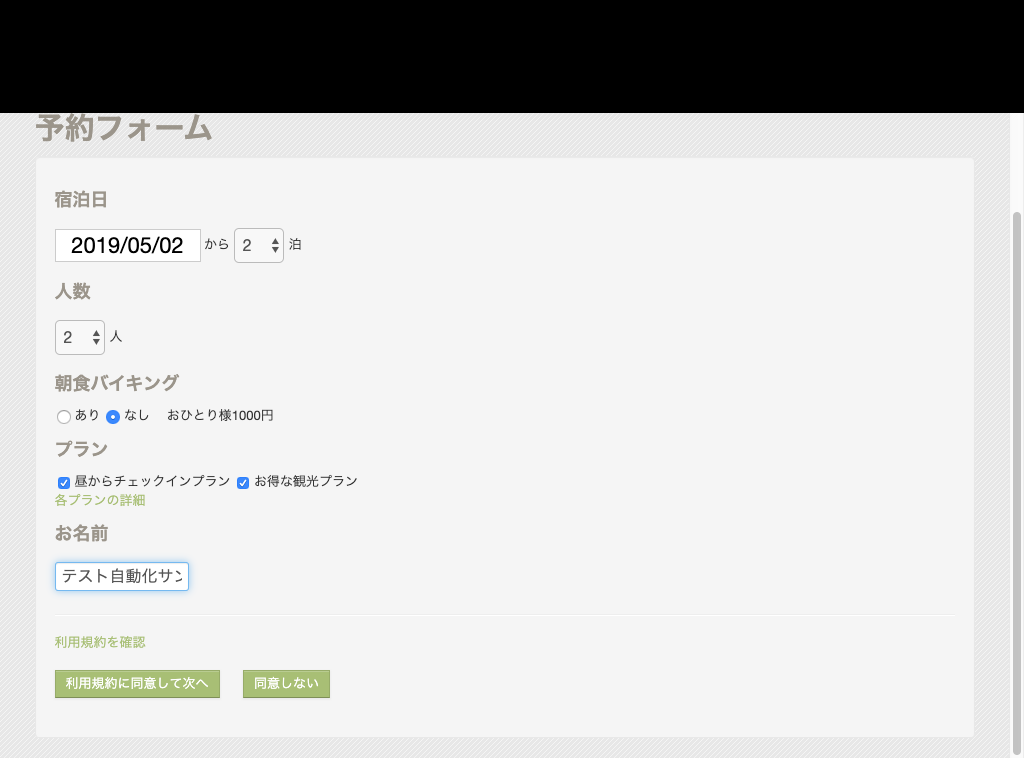 予約フォーム
宿泊日
2019/05/02 から 2 泊
人数
2 人
朝食バイキング
あり なし おひとり様1000円
プラン
昼からチェックインプラン お得な観光プラン
各プランの詳細
お名前
テスト自動化サン
利用規約を確認
利用規約に同意して次へ 同意しない